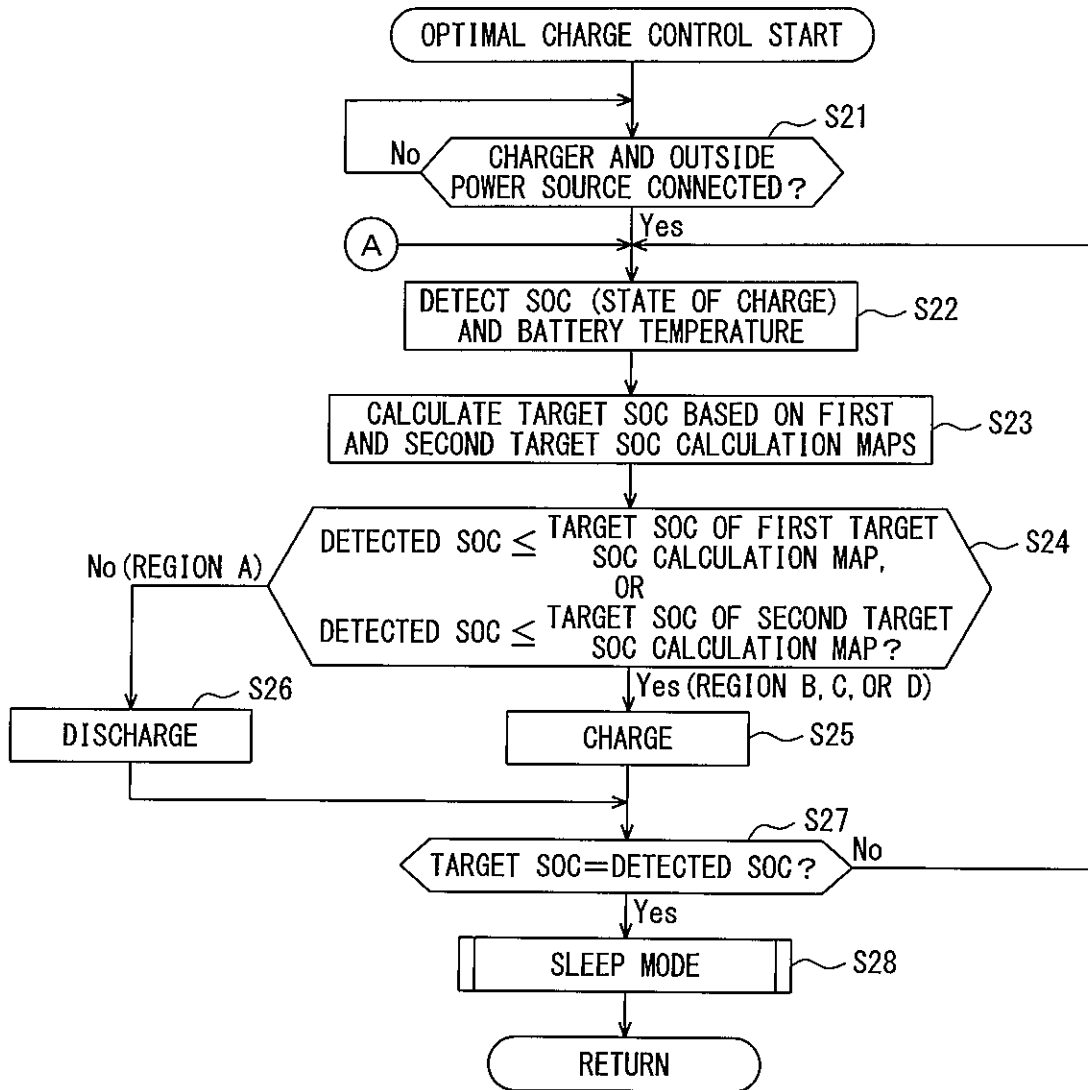 OPTIMAL CHARGE CONTROL START
S21
No
CHARGER AND OUTSIDE
POWER SOURCE CONNECTED?
Yes
A
DETECT SOC (STATE OF CHARGE)
AND BATTERY TEMPERATURE
S22
CALCULATE TARGET SOC BASED ON FIRST
AND SECOND TARGET SOC CALCULATION MAPS
S23
DETECTED SOC ≤ TARGET SOC OF FIRST TARGET
SOC CALCULATION MAP,
OR
DETECTED SOC ≤ TARGET SOC OF SECOND TARGET
SOC CALCULATION MAP?
S24
No(REGION A)
Yes(REGION B, C, OR D)
S26
DISCHARGE
CHARGE
S25
S27
TARGET SOC=DETECTED SOC?
No
Yes
SLEEP MODE
S28
RETURN